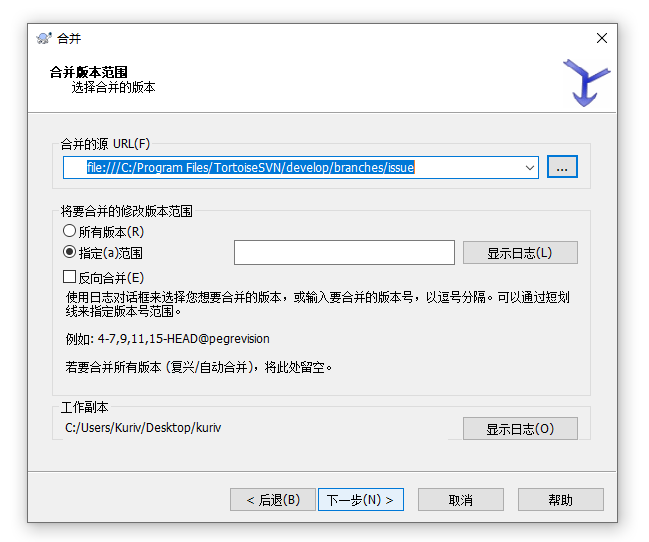 合并
合并版本范围
选择合并的版本
合并的源 URL(F)
file:///C:/Program Files/TortoiseSVN/develop/branches/issue
...
将要合并的修改版本范围
所有版本(R)
指定(a)范围
显示日志(L)
反向合并(E)
使用日志对话框来选择您想要合并的版本，或输入要合并的版本号，以逗号分隔。可以通过短划
线来指定版本号范围。
例如: 4-7,9,11,15-HEAD@pegrevision
若要合并所有版本 (复兴/自动合并)，将此处留空。
工作副本
C:/Users/Kuriv/Desktop/kuriv
显示日志(O)
< 后退(B)
下一步(N) >
取消
帮助